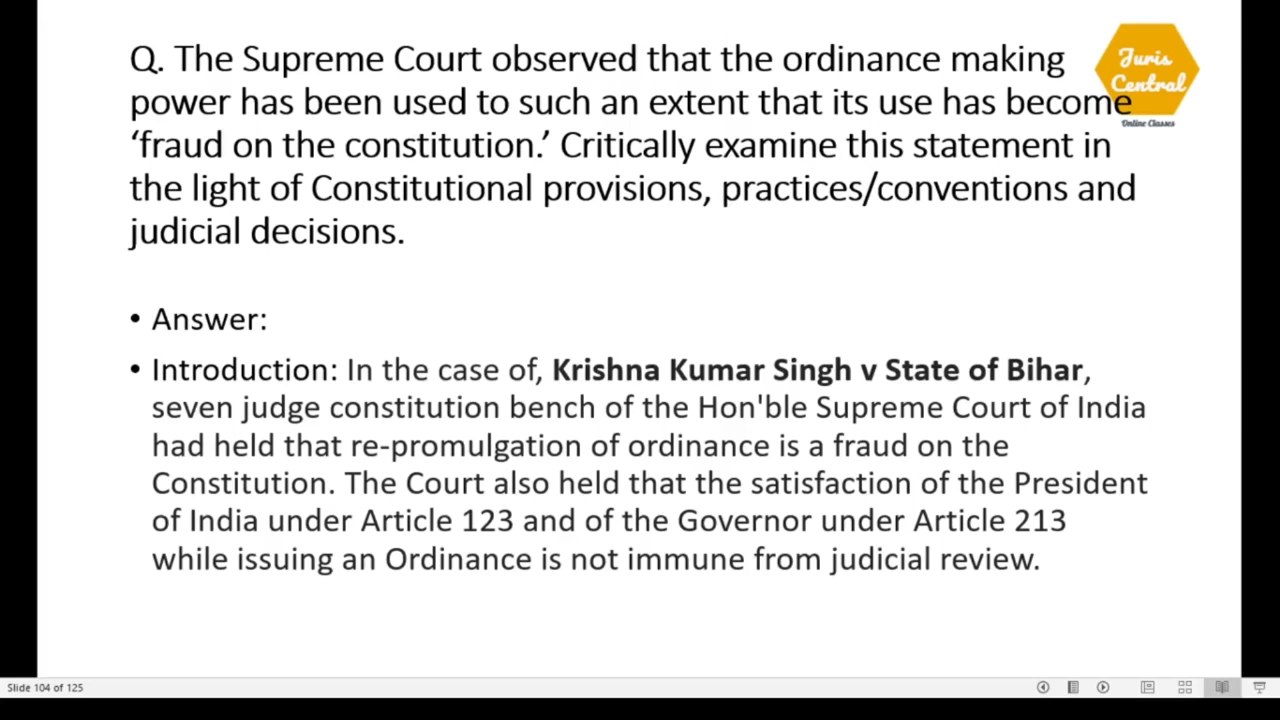 Q. The Supreme Court observed that the ordinance making
power has been used to such an extent that its use has become
‘fraud on the constitution.’ Critically examine this statement in
the light of Constitutional provisions, practices/conventions and
judicial decisions.
Juris
Central
Online Classes
• Answer:
• Introduction: In the case of, Krishna Kumar Singh v State of Bihar,
seven judge constitution bench of the Hon'ble Supreme Court of India
had held that re-promulgation of ordinance is a fraud on the
Constitution. The Court also held that the satisfaction of the President
of India under Article 123 and of the Governor under Article 213
while issuing an Ordinance is not immune from judicial review.
Slide 104 of 125